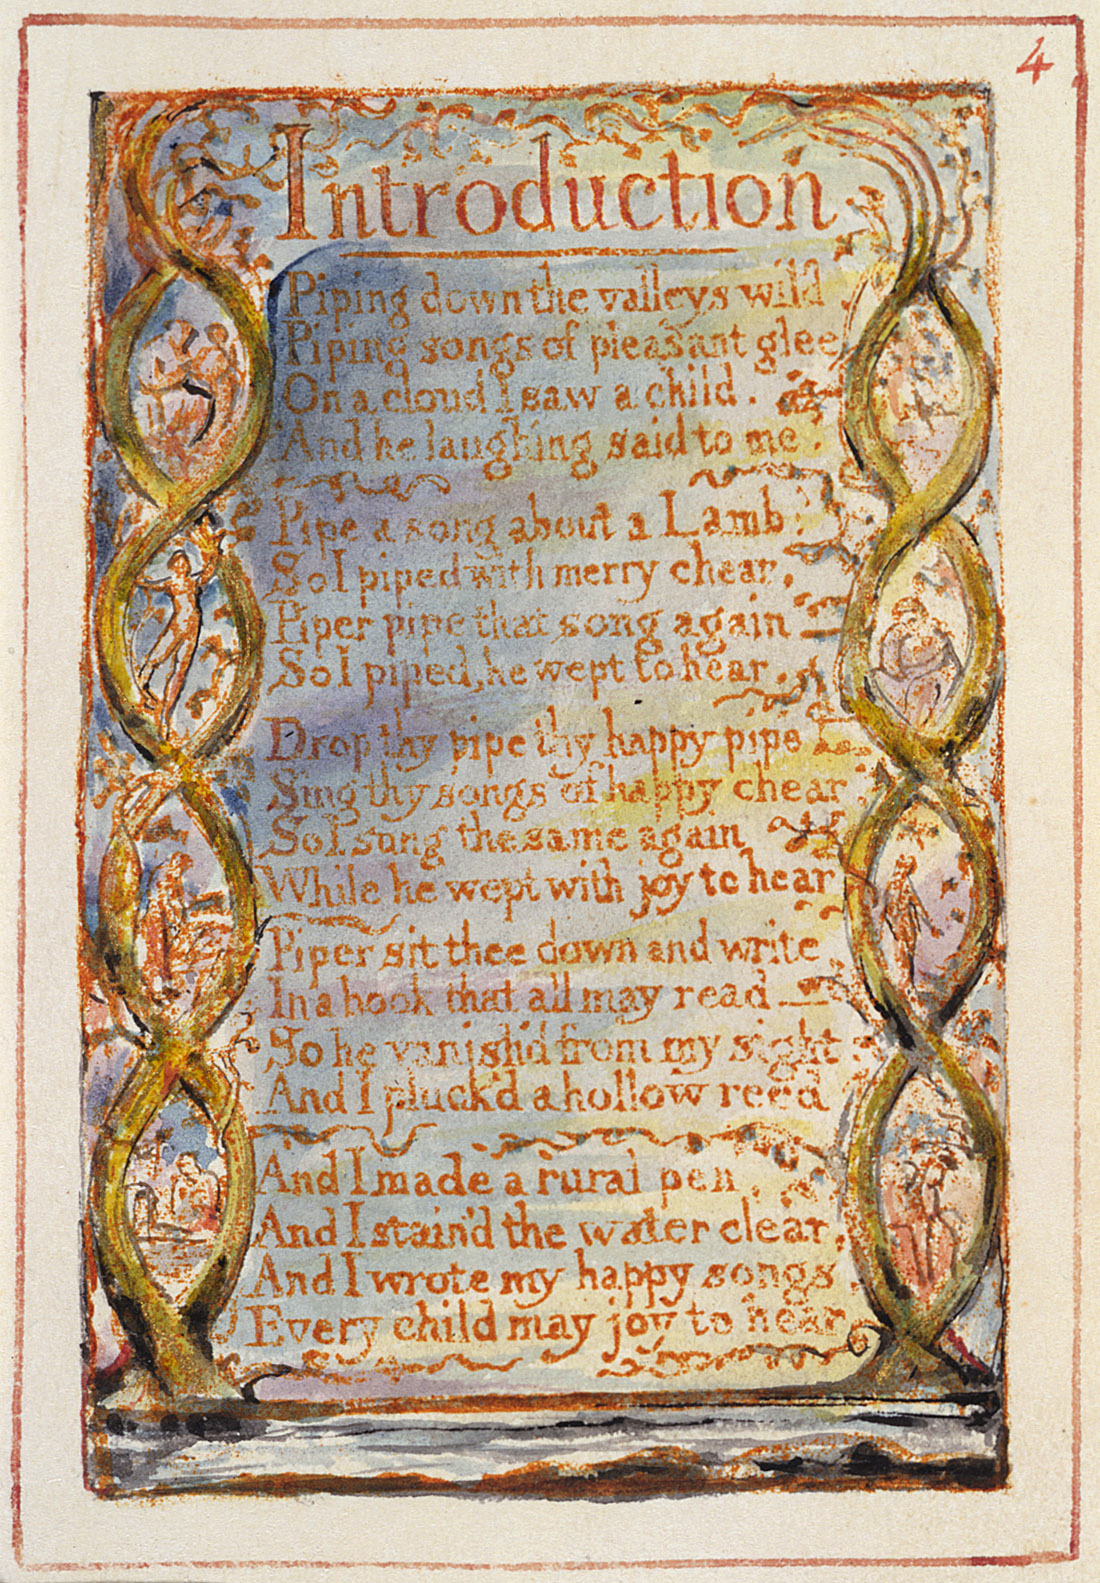 4
Introduction
Piping down the valleys wild
Piping songs of pleasant glee
On a cloud I saw a child.
And he laughing said to me.
Pipe a song about a Lamb:
So I piped with merry chear,
Piper pipe that song again—
So I piped, he wept to hear.
Drop thy pipe thy happy pipe
Sing thy songs of happy chear,
So I sung the same again
While he wept with joy to hear
Piper sit thee down and write
In a book that all may read—
So he vanish'd from my sight
And I pluck'd a hollow reed
And I made a rural pen,
And I stain'd the water clear,
And I wrote my happy songs
Every child may joy to hear